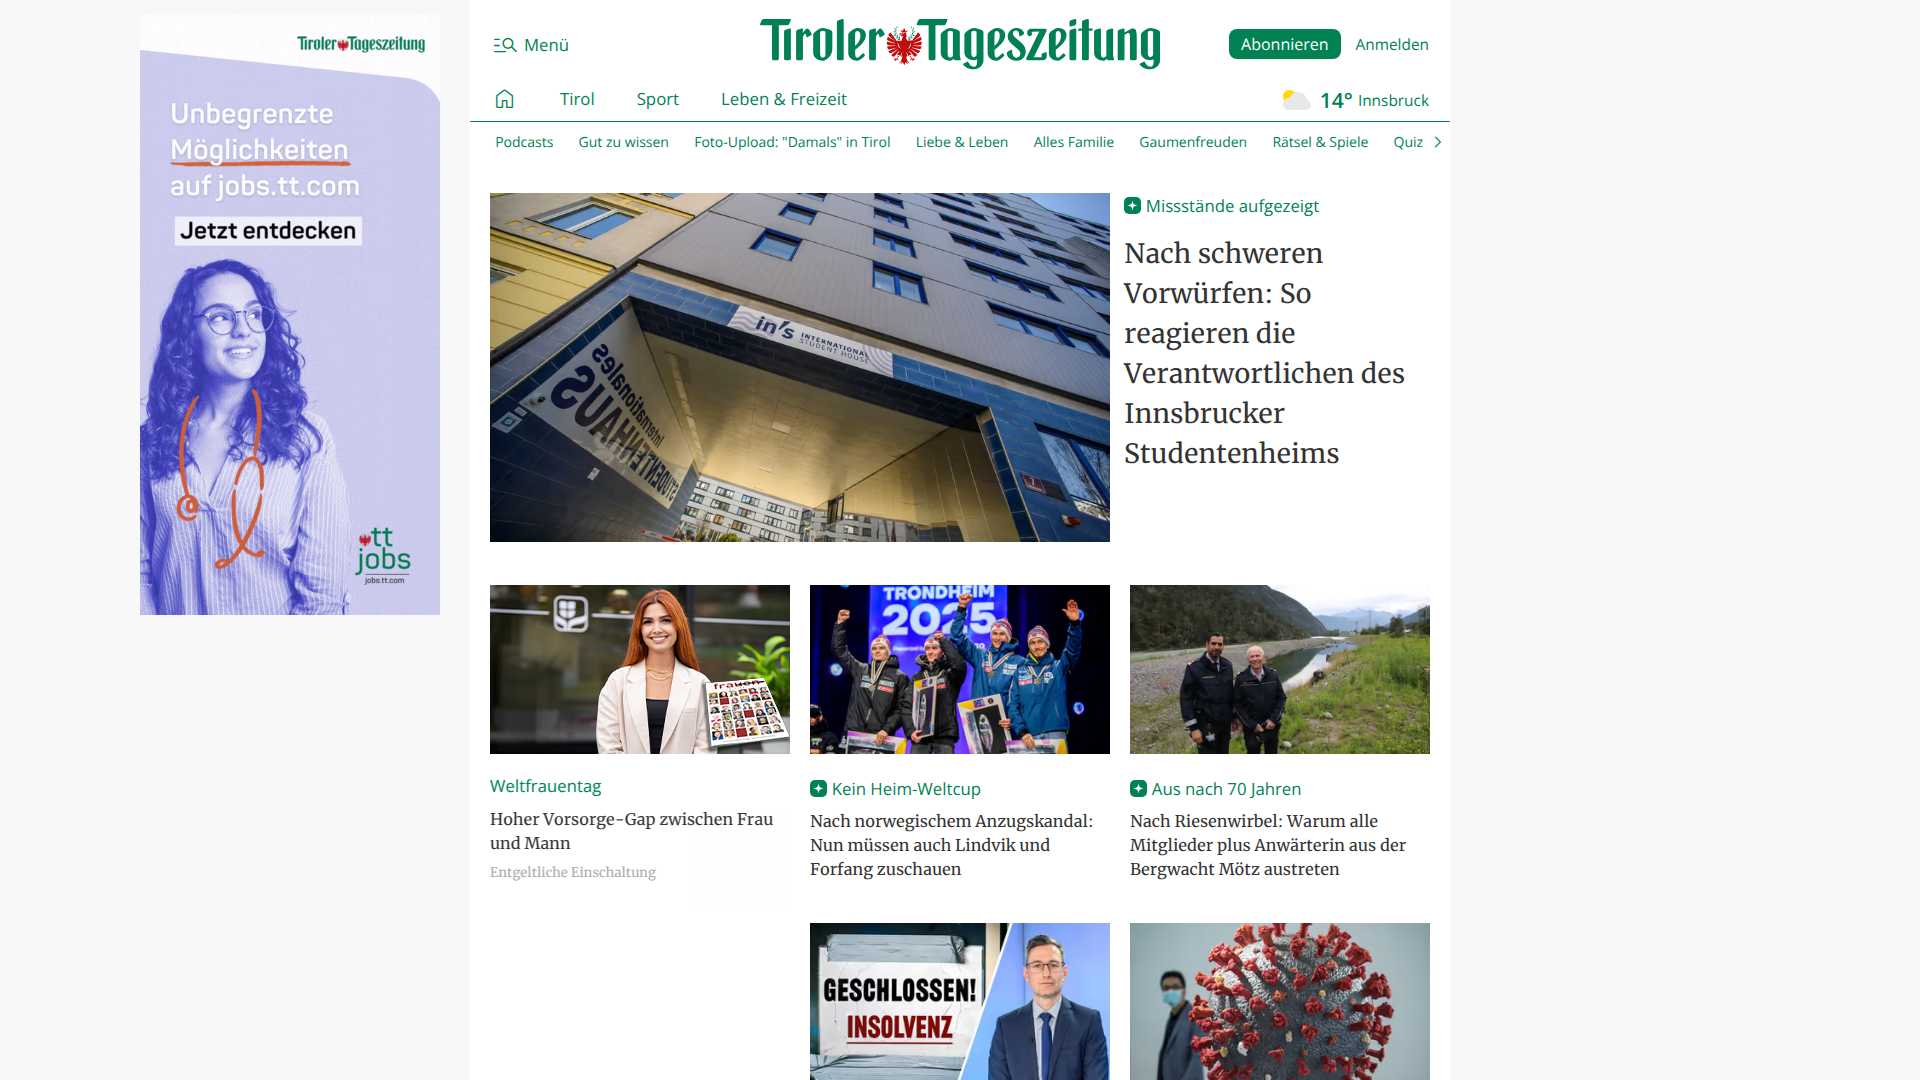 Tiroler Tageszeitung
Unbegrenzte
Möglichkeiten
auf jobs.tt.com
Jetzt entdecken
tt
jobs
jobs.tt.com
Menü
Tiroler Tageszeitung
Abonnieren
Anmelden
Tirol
Sport
Leben & Freizeit
14° Innsbruck
Podcasts
Gut zu wissen
Foto-Upload: "Damals" in Tirol
Liebe & Leben
Alles Familie
Gaumenfreuden
Rätsel & Spiele
Quiz
in's INTERNATIONAL
STUDENT HOUSE
Internationales
STUDENTENHAUS
Missstände aufgezeigt
Nach schweren
Vorwürfen: So
reagieren die
Verantwortlichen des
Innsbrucker
Studentenheims
frauen
Weltfrauentag
Hoher Vorsorge-Gap zwischen Frau
und Mann
Entgeltliche Einschaltung
TRONDHEIM
2025
Kein Heim-Weltcup
Nach norwegischem Anzugskandal:
Nun müssen auch Lindvik und
Forfang zuschauen
Aus nach 70 Jahren
Nach Riesenwirbel: Warum alle
Mitglieder plus Anwärterin aus der
Bergwacht Mötz austreten
GESCHLOSSEN!
INSOLVENZ